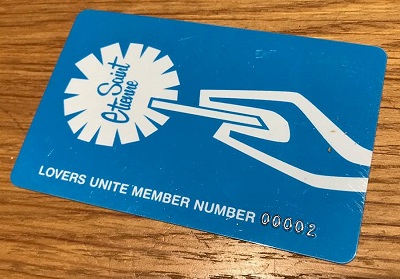 Saint
Etienne
LOVERS UNITE MEMBER NUMBER 00002